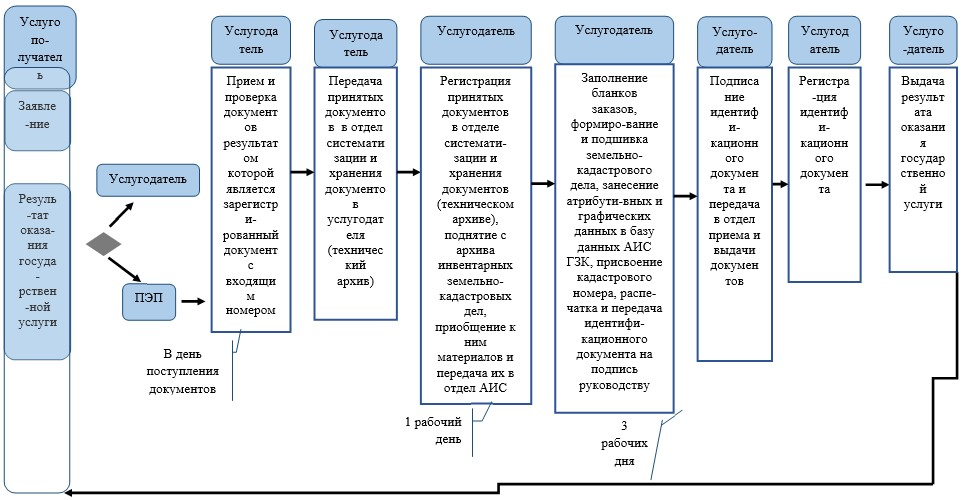 Услуго
по-
лучател
ь
Заявле
-ние
Резуль
-тат
оказа-
ния
госуда
-
рствен
-ной
услуги
Услугодатель
ПЭП
Услугода
тель
Прием и
проверка
документ
ов
результат
ом
которой
является
зарегистр
и-
рованный
документ
с
входящи
м
номером
В день
поступления
документов
Услугода
тель
Передача
принятых
документо
в в отдел
системати
зации и
хранения
документо
в
услугодат
еля
(техничес
кий
архив)
Услугодатель
Регистрация
принятых
документов
в отделе
системати-
зации и
хранения
документов
(техническом
архиве),
поднятие с
архива
инвентарных
земельно-
кадастровых
дел,
приобщение к
ним
материалов и
передача их в
отдел АИС
1 рабочий
день
Услугодатель
Заполнение
бланков
заказов,
формиро-вание
и подшивка
земельно-
кадастрового
дела, занесение
атрибути-вных и
графических
данных в базу
данных АИС
ГЗК, присвоение
кадастрового
номера, распе-
чатка и передача
идентифи-
кационного
документа на
подпись
руководству
3
рабочих
дня
Услуго-
датель
Подписа
ние
идентиф
и-
кационн
ого
докумен
та и
передача
в отдел
приема и
выдачи
докумен
тов
Услугод
атель
Регистра
-ция
идентиф
и-
кационн
ого
докумен
та
Услуго
-датель
Выдача
результ
ата
оказани
я
государ
ственно
й
услуги